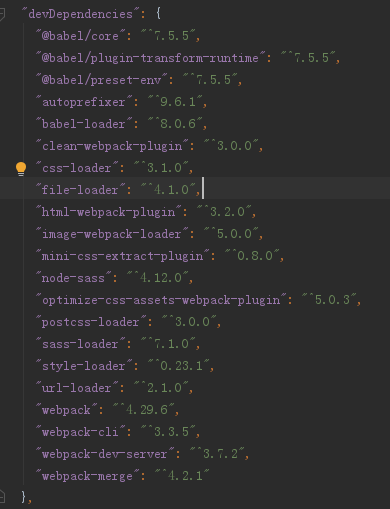 "devDependencies": {
"@babel/core": "^7.5.5",
"@babel/plugin-transform-runtime": "^7.5.5",
"@babel/preset-env": "^7.5.5",
"autoprefixer": "^9.6.1",
"babel-loader": "^8.0.6",
"clean-webpack-plugin": "^3.0.0",
"css-loader": "^3.1.0",
"file-loader": "^4.1.0",
"html-webpack-plugin": "^3.2.0",
"image-webpack-loader": "^5.0.0",
"mini-css-extract-plugin": "^0.8.0",
"node-sass": "^4.12.0",
"optimize-css-assets-webpack-plugin": "^5.0.3",
"postcss-loader": "^3.0.0",
"sass-loader": "^7.1.0",
"style-loader": "^0.23.1",
"url-loader": "^2.1.0",
"webpack": "^4.29.6",
"webpack-cli": "^3.3.5",
"webpack-dev-server": "^3.7.2",
"webpack-merge": "^4.2.1"
},